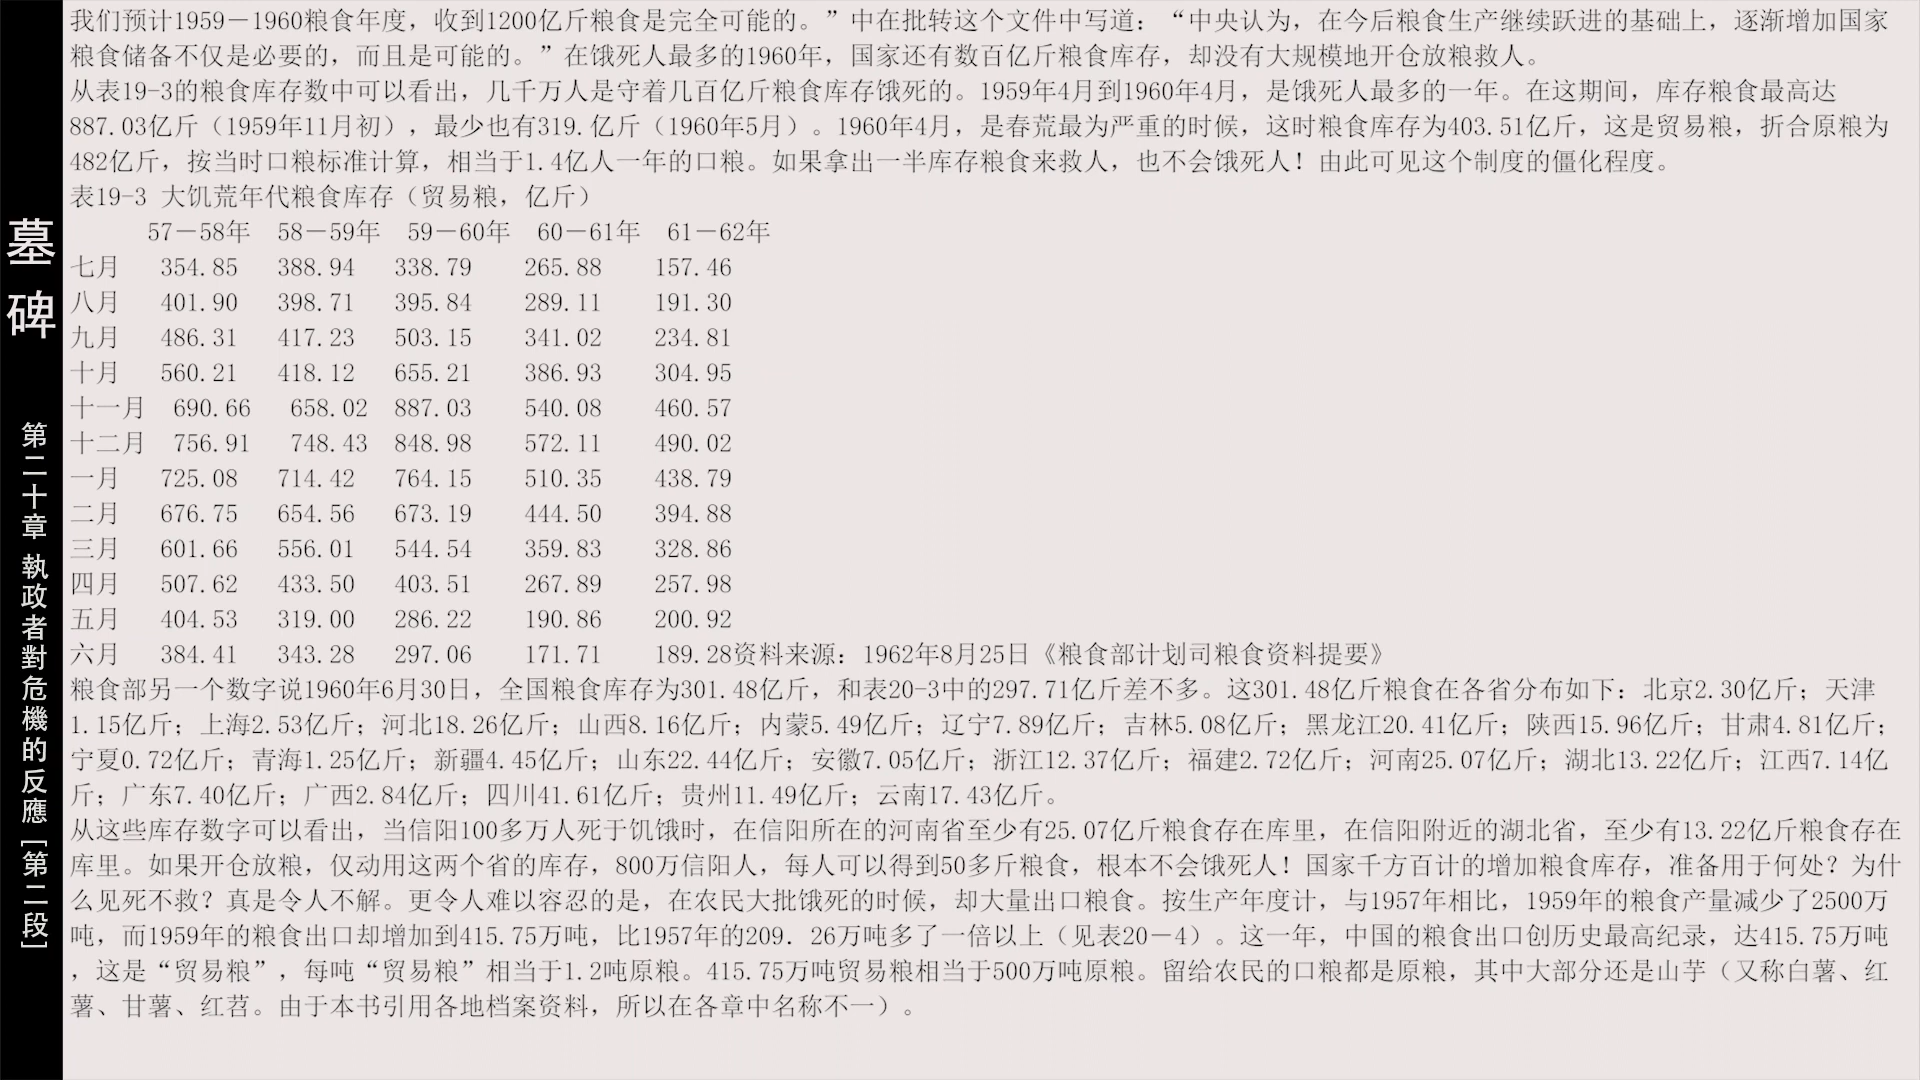 墓碑
第二十章 執政者對危機的反應 [第二段]
我们预计1959－1960粮食年度，收到1200亿斤粮食是完全可能的。”中在批转这个文件中写道：“中央认为，在今后粮食生产继续跃进的基础上，逐渐增加国家
粮食储备不仅是必要的，而且是可能的。”在饿死人最多的1960年，国家还有数百亿斤粮食库存，却没有大规模地开仓放粮救人。
从表19-3的粮食库存数中可以看出，几千万人是守着几百亿斤粮食库存饿死的。1959年4月到1960年4月，是饿死人最多的一年。在这期间，库存粮食最高达
887.03亿斤（1959年11月初），最少也有319.亿斤（1960年5月）。1960年4月，是春荒最为严重的时候，这时粮食库存为403.51亿斤，这是贸易粮，折合原粮为
482亿斤，按当时口粮标准计算，相当于1.4亿人一年的口粮。如果拿出一半库存粮食来救人，也不会饿死人！由此可见这个制度的僵化程度。
表19-3 大饥荒年代粮食库存（贸易粮，亿斤）
57－58年 58－59年 59－60年 60－61年 61－62年
七月 354.85 388.94 338.79 265.88 157.46
八月 401.90 398.71 395.84 289.11 191.30
九月 486.31 417.23 503.15 341.02 234.81
十月 560.21 418.12 655.21 386.93 304.95
十一月 690.66 658.02 887.03 540.08 460.57
十二月 756.91 748.43 848.98 572.11 490.02
一月 725.08 714.42 764.15 510.35 438.79
二月 676.75 654.56 673.19 444.50 394.88
三月 601.66 556.01 544.54 359.83 328.86
四月 507.62 433.50 403.51 267.89 257.98
五月 404.53 319.00 286.22 190.86 200.92
六月 384.41 343.28 297.06 171.71 189.28资料来源：1962年8月25日《粮食部计划司粮食资料提要》
粮食部另一个数字说1960年6月30日，全国粮食库存为301.48亿斤，和表20-3中的297.71亿斤差不多。这301.48亿斤粮食在各省分布如下：北京2.30亿斤；天津
1.15亿斤；上海2.53亿斤；河北18.26亿斤；山西8.16亿斤；内蒙5.49亿斤；辽宁7.89亿斤；吉林5.08亿斤；黑龙江20.41亿斤；陕西15.96亿斤；甘肃4.81亿斤；
宁夏0.72亿斤；青海1.25亿斤；新疆4.45亿斤；山东22.44亿斤；安徽7.05亿斤；浙江12.37亿斤；福建2.72亿斤；河南25.07亿斤；湖北13.22亿斤；江西7.14亿
斤；广东7.40亿斤；广西2.84亿斤；四川41.61亿斤；贵州11.49亿斤；云南17.43亿斤。
从这些库存数字可以看出，当信阳100多万人死于饥饿时，在信阳所在的河南省至少有25.07亿斤粮食存在库里，在信阳附近的湖北省，至少有13.22亿斤粮食存在
库里。如果开仓放粮，仅动用这两个省的库存，800万信阳人，每人可以得到50多斤粮食，根本不会饿死人！国家千方百计的增加粮食库存，准备用于何处？为什
么见死不救？真是令人不解。更令人难以容忍的是，在农民大批饿死的时候，却大量出口粮食。按生产年度计，与1957年相比，1959年的粮食产量减少了2500万
吨，而1959年的粮食出口却增加到415.75万吨，比1957年的209．26万吨多了一倍以上（见表20－4）。这一年，中国的粮食出口创历史最高纪录，达415.75万吨
，这是“贸易粮”，每吨“贸易粮”相当于1.2吨原粮。415.75万吨贸易粮相当于500万吨原粮。留给农民的口粮都是原粮，其中大部分还是山芋（又称白薯、红
薯、甘薯、红苕。由于本书引用各地档案资料，所以在各章中名称不一）。